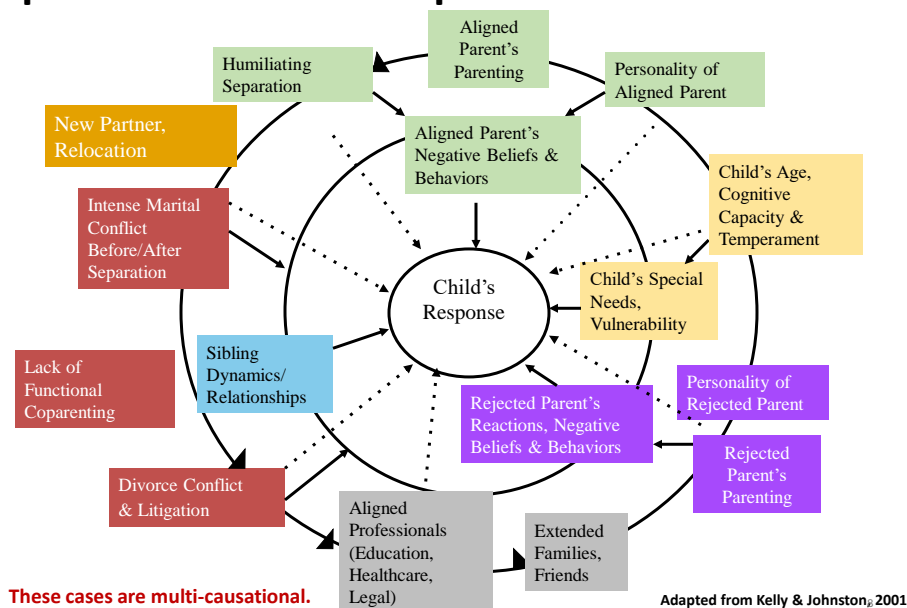 Aligned
Parent's
Parenting
Humiliating
Separation
Personality of
Aligned Parent
New Partner,
Relocation
Aligned Parent's
Negative Beliefs &
Behaviors
Child's Age,
Cognitive
Capacity &
Temperament
Intense Marital
Conflict
Before/After
Separation
Child's
Response
Child's Special
Needs,
Vulnerability
Sibling
Dynamics/
Relationships
Lack of
Functional
Coparenting
Personality of
Rejected Parent
Rejected Parent's
Reactions, Negative
Beliefs & Behaviors
Rejected
Parent's
Parenting
Divorce Conflict
& Litigation
Aligned
Professionals
(Education,
Healthcare,
Legal)
Extended
Families,
Friends
These cases are multi-causational.
Adapted from Kelly & Johnston, 2001